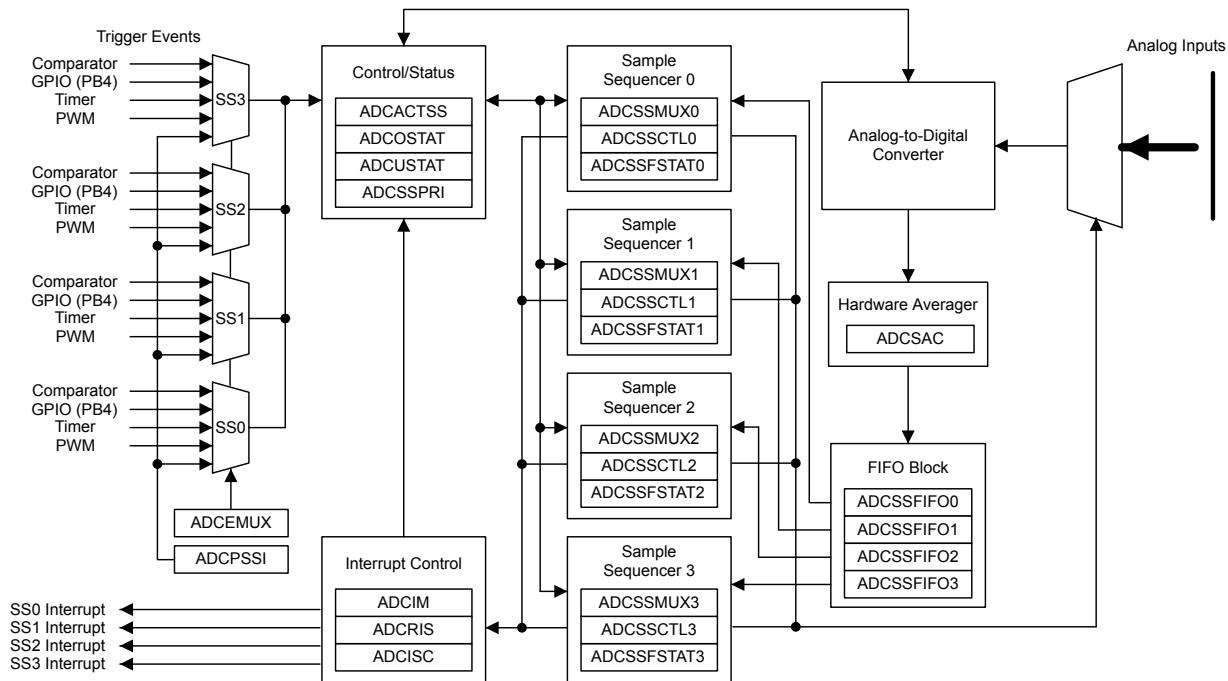 Trigger Events
Comparator
GPIO (PB4)
Timer
PWM
SS3
Comparator
GPIO (PB4)
Timer
PWM
SS2
Comparator
GPIO (PB4)
Timer
PWM
SS1
Comparator
GPIO (PB4)
Timer
PWM
SS0
ADCEMUX
ADCPSSI
SS0 Interrupt
SS1 Interrupt
SS2 Interrupt
SS3 Interrupt
Control/Status
ADCACTSS
ADCOSTAT
ADCUSTAT
ADCSSPRI
Interrupt Control
ADCIM
ADCRIS
ADCISC
Sample
Sequencer 0
ADCSSMUX0
ADCSSCTL0
ADCSSFSTAT0
Sample
Sequencer 1
ADCSSMUX1
ADCSSCTL1
ADCSSFSTAT1
Sample
Sequencer 2
ADCSSMUX2
ADCSSCTL2
ADCSSFSTAT2
Sample
Sequencer 3
ADCSSMUX3
ADCSSCTL3
ADCSSFSTAT3
Analog-to-Digital
Converter
Hardware Averager
ADCSAC
FIFO Block
ADCSSFIFO0
ADCSSFIFO1
ADCSSFIFO2
ADCSSFIFO3
Analog Inputs